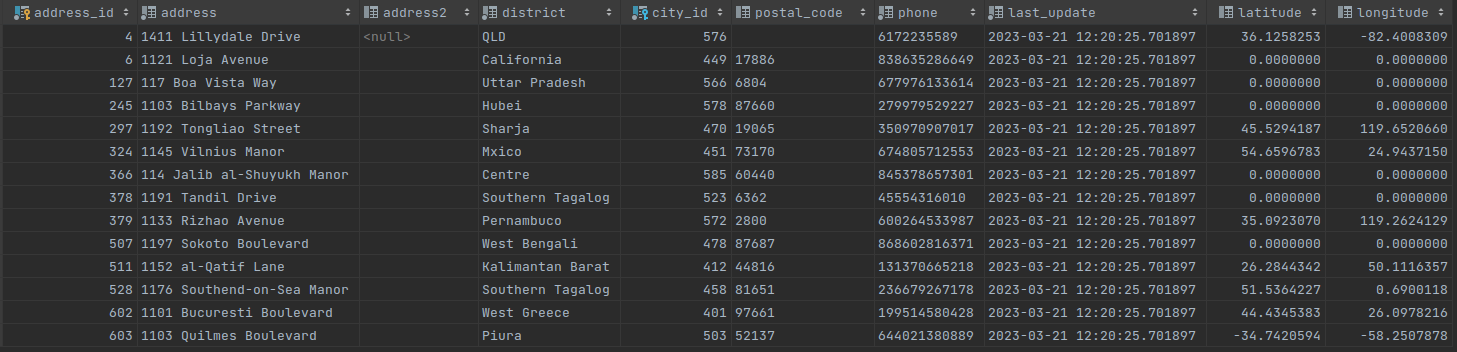 address_id address address2 district city_id postal_code phone last_update latitude longitude
4 1411 Lillydale Drive <null> QLD 576 6172235589 2023-03-21 12:20:25.701897 36.1258253 -82.4008309
6 1121 Loja Avenue California 449 17886 838635286649 2023-03-21 12:20:25.701897 0.0000000 0.0000000
127 117 Boa Vista Way Uttar Pradesh 566 6804 677976133614 2023-03-21 12:20:25.701897 0.0000000 0.0000000
245 1103 Bilbays Parkway Hubei 578 87660 279979529227 2023-03-21 12:20:25.701897 0.0000000 0.0000000
297 1192 Tongliao Street Sharja 470 19065 350970907017 2023-03-21 12:20:25.701897 45.5294187 119.6520660
324 1145 Vilnius Manor Mxico 451 73170 674805712553 2023-03-21 12:20:25.701897 54.6596783 24.9437150
366 114 Jalib al-Shuyukh Manor Centre 585 60440 845378657301 2023-03-21 12:20:25.701897 0.0000000 0.0000000
378 1191 Tandil Drive Southern Tagalog 523 6362 45554316010 2023-03-21 12:20:25.701897 0.0000000 0.0000000
379 1133 Rizhao Avenue Pernambuco 572 2800 600264533987 2023-03-21 12:20:25.701897 35.0923070 119.2624129
507 1197 Sokoto Boulevard West Bengali 478 87687 868602816371 2023-03-21 12:20:25.701897 0.0000000 0.0000000
511 1152 al-Qatif Lane Kalimantan Barat 412 44816 131370665218 2023-03-21 12:20:25.701897 26.2844342 50.1116357
528 1176 Southend-on-Sea Manor Southern Tagalog 458 81651 236679267178 2023-03-21 12:20:25.701897 51.5364227 0.6900118
602 1101 Bucuresti Boulevard West Greece 401 97661 199514580428 2023-03-21 12:20:25.701897 44.4345383 26.0978216
603 1103 Quilmes Boulevard Piura 503 52137 644021380889 2023-03-21 12:20:25.701897 -34.7420594 -58.2507878